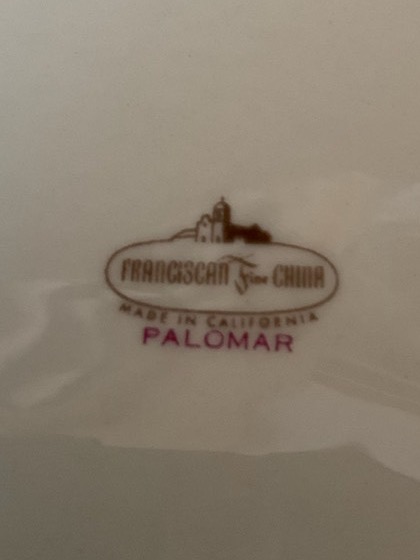 FRANCISCAN Fine CHINA
MADE IN CALIFORNIA
PALOMAR